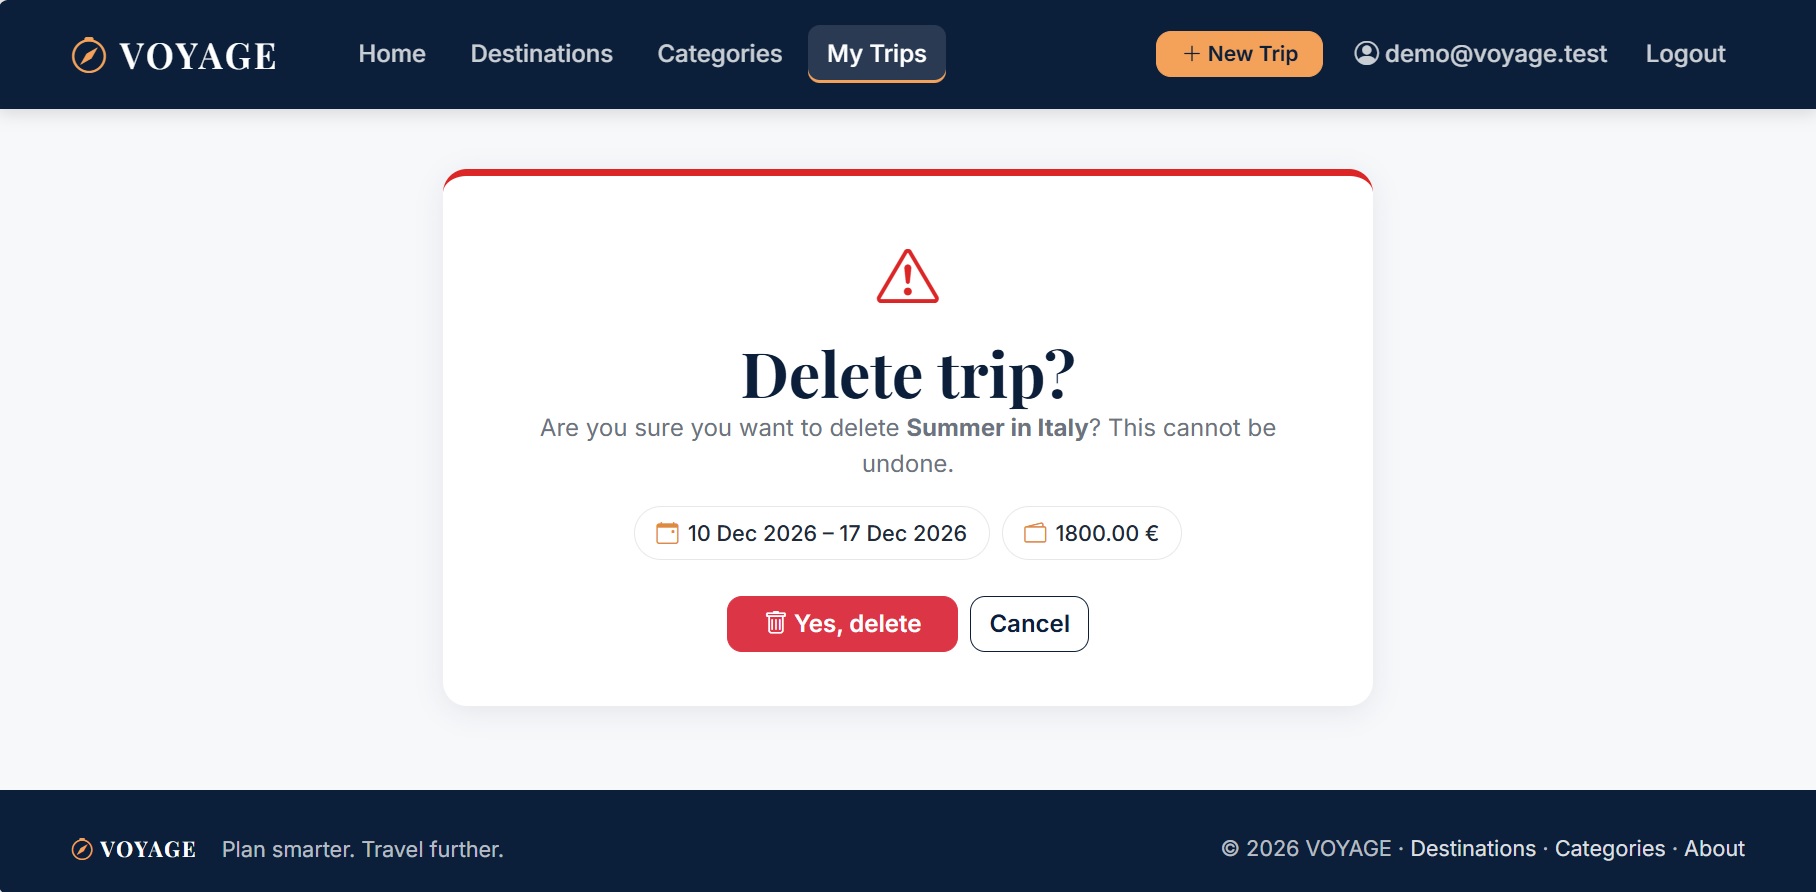 VOYAGE Home Destinations Categories My Trips + New Trip demo@voyage.test Logout
Delete trip?
Are you sure you want to delete Summer in Italy? This cannot be
undone.
10 Dec 2026 – 17 Dec 2026 1800.00 €
Yes, delete Cancel
VOYAGE Plan smarter. Travel further. © 2026 VOYAGE · Destinations · Categories · About